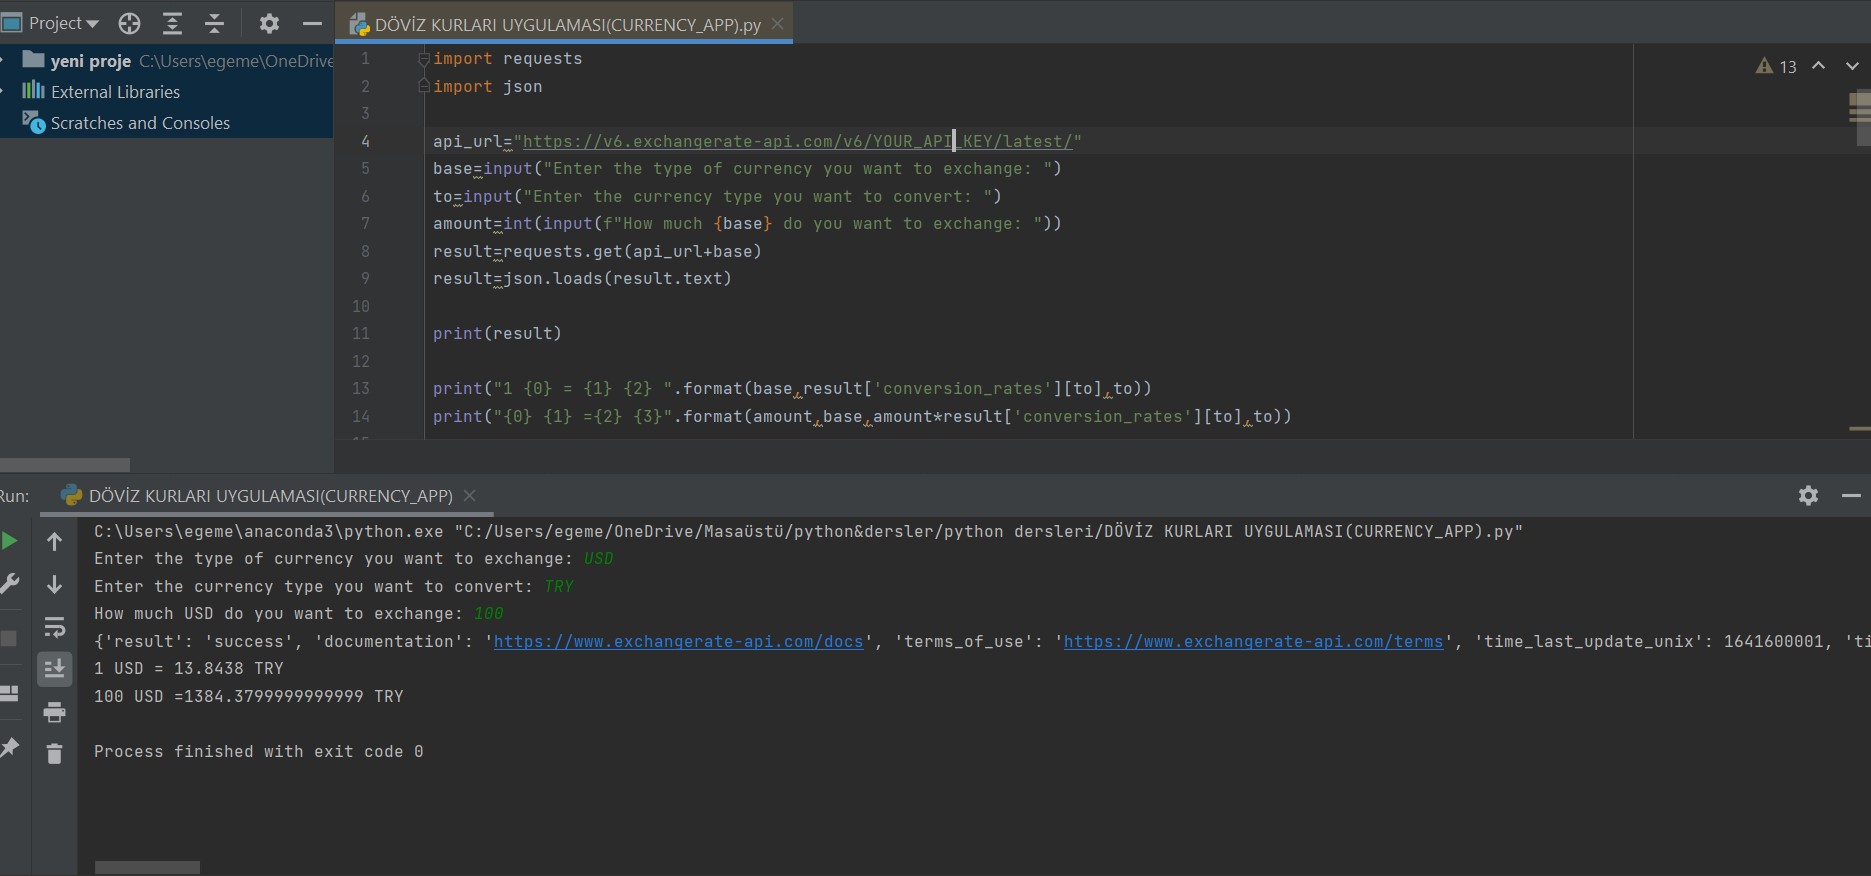 Project
DÖVİZ KURLARI UYGULAMASI(CURRENCY_APP).py
yeni proje C:\Users\egeme\OneDrive
External Libraries
Scratches and Consoles
13
1 import requests
2 import json
3
4 api_url="https://v6.exchangerate-api.com/v6/YOUR_API_KEY/latest/"
5 base=input("Enter the type of currency you want to exchange: ")
6 to=input("Enter the currency type you want to convert: ")
7 amount=int(input(f"How much {base} do you want to exchange: "))
8 result=requests.get(api_url+base)
9 result=json.loads(result.text)
10
11 print(result)
12
13 print("1 {0} = {1} {2} ".format(base,result['conversion_rates'][to],to))
14 print("{0} {1} ={2} {3}".format(amount,base,amount*result['conversion_rates'][to],to))
Run: DÖVİZ KURLARI UYGULAMASI(CURRENCY_APP)
C:\Users\egeme\anaconda3\python.exe "C:/Users/egeme/OneDrive/Masaüstü/python&dersler/python dersleri/DÖVİZ KURLARI UYGULAMASI(CURRENCY_APP).py"
Enter the type of currency you want to exchange: USD
Enter the currency type you want to convert: TRY
How much USD do you want to exchange: 100
{'result': 'success', 'documentation': 'https://www.exchangerate-api.com/docs', 'terms_of_use': 'https://www.exchangerate-api.com/terms', 'time_last_update_unix': 1641600001, 'ti
1 USD = 13.8438 TRY
100 USD =1384.3799999999999 TRY
Process finished with exit code 0